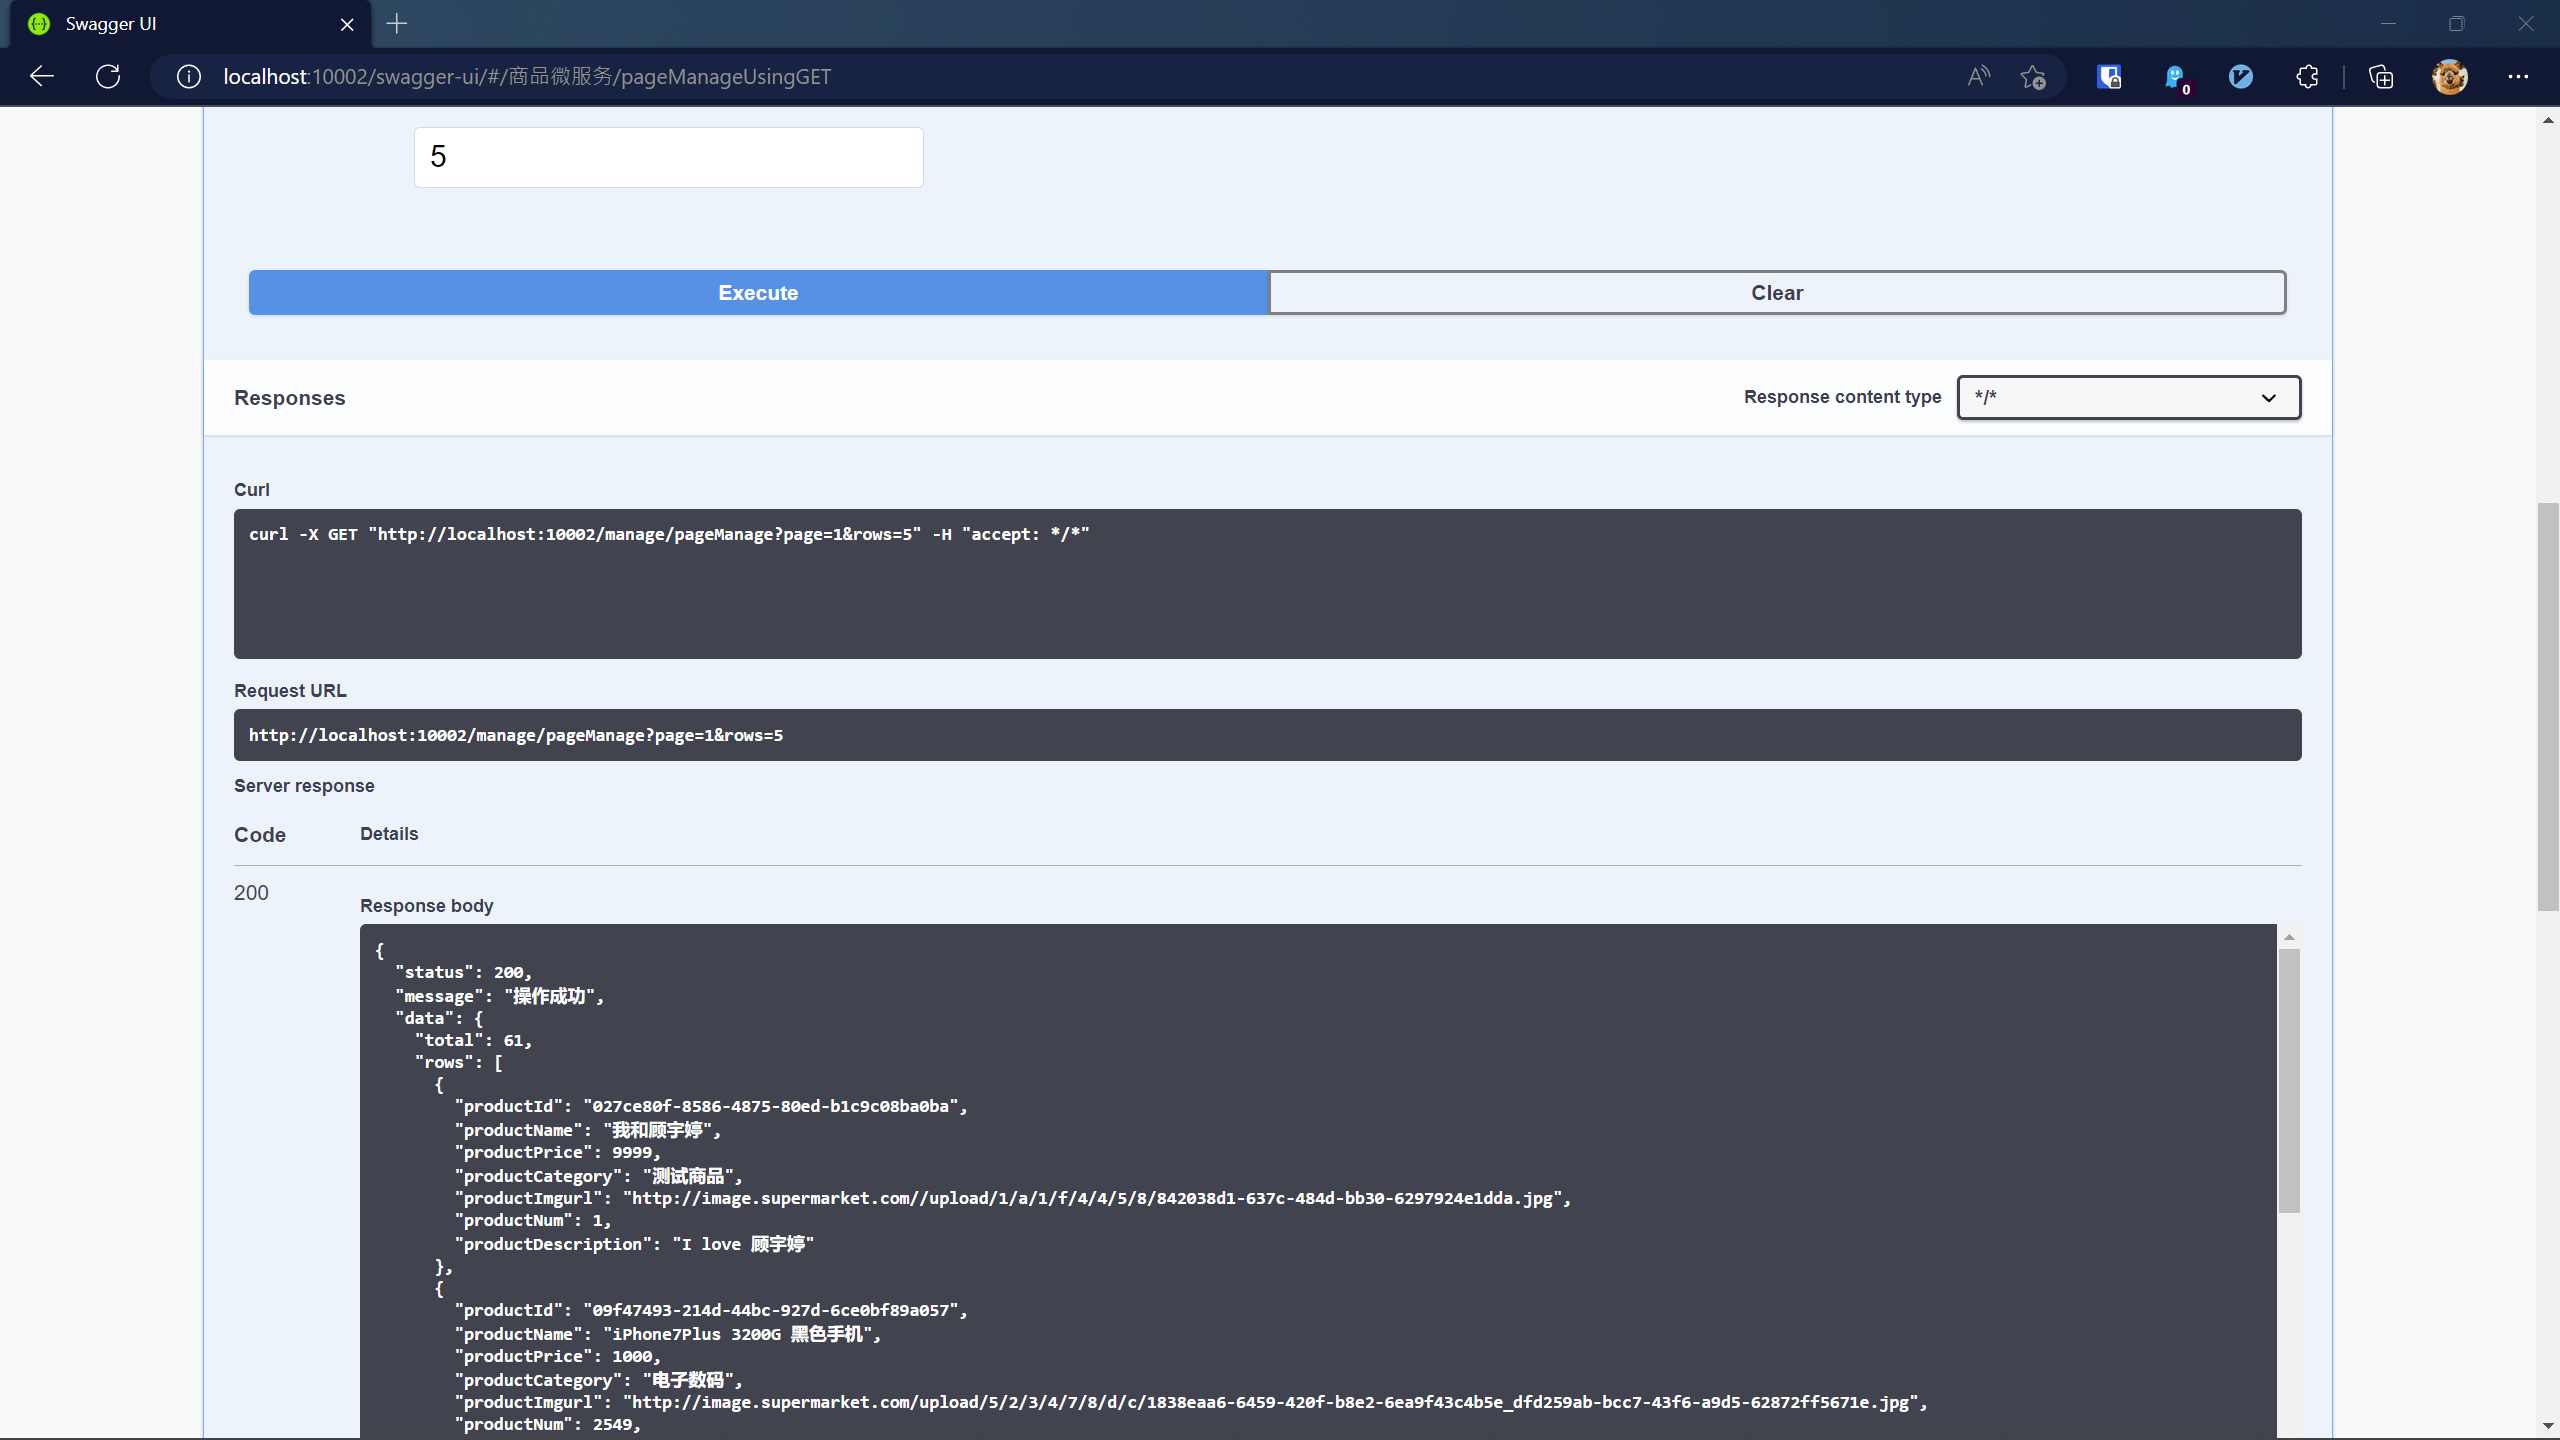 Swagger UI
localhost:10002/swagger-ui/#/商品微服务/pageManageUsingGET
0
5
Execute
Clear
Responses
Response content type
*/*
Curl
curl -X GET "http://localhost:10002/manage/pageManage?page=1&rows=5" -H "accept: */*"
Request URL
http://localhost:10002/manage/pageManage?page=1&rows=5
Server response
Code
Details
200
Response body
{
"status": 200,
"message": "操作成功",
"data": {
"total": 61,
"rows": [
{
"productId": "027ce80f-8586-4875-80ed-b1c9c08ba0ba",
"productName": "我和顾宇婷",
"productPrice": 9999,
"productCategory": "测试商品",
"productImgurl": "http://image.supermarket.com//upload/1/a/1/f/4/4/5/8/842038d1-637c-484d-bb30-6297924e1dda.jpg",
"productNum": 1,
"productDescription": "I love 顾宇婷"
},
{
"productId": "09f47493-214d-44bc-927d-6ce0bf89a057",
"productName": "iPhone7Plus 3200G 黑色手机",
"productPrice": 1000,
"productCategory": "电子数码",
"productImgurl": "http://image.supermarket.com/upload/5/2/3/4/7/8/d/c/1838eaa6-6459-420f-b8e2-6ea9f43c4b5e_dfd259ab-bcc7-43f6-a9d5-62872ff5671e.jpg",
"productNum": 2549,